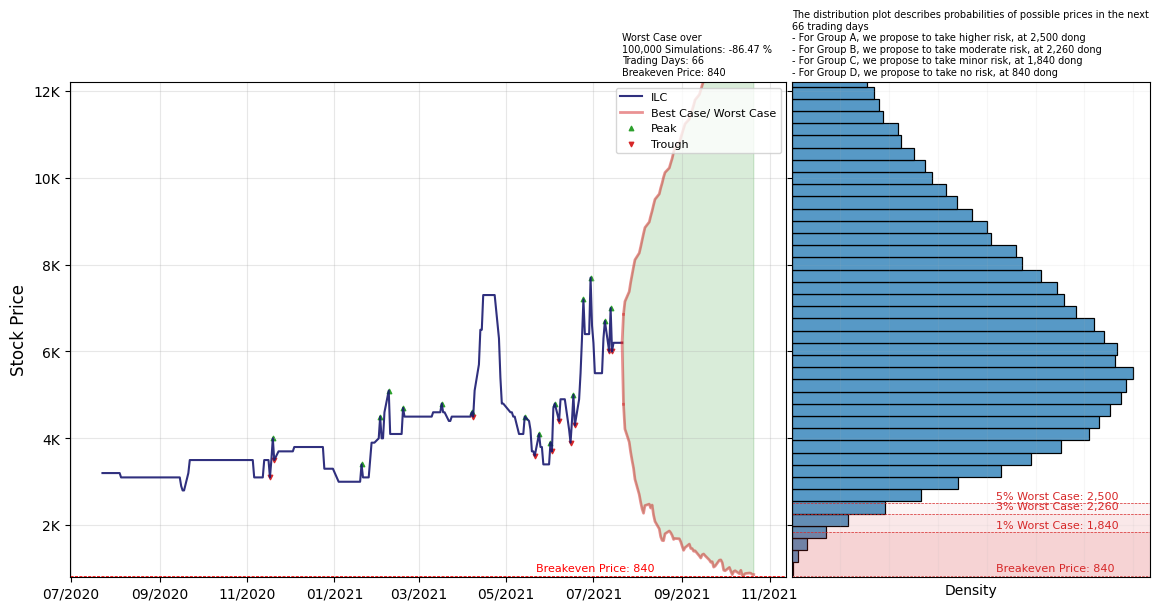 The distribution plot describes probabilities of possible prices in the next
66 trading days
- For Group A, we propose to take higher risk, at 2,500 dong
- For Group B, we propose to take moderate risk, at 2,260 dong
- For Group C, we propose to take minor risk, at 1,840 dong
- For Group D, we propose to take no risk, at 840 dong
Worst Case over
100,000 Simulations: -86.47 %
Trading Days: 66
Breakeven Price: 840
ILC
Best Case/ Worst Case
Peak
Trough
Stock Price
12K
10K
8K
6K
4K
2K
Breakeven Price: 840
07/2020
09/2020
11/2020
01/2021
03/2021
05/2021
07/2021
09/2021
11/2021
5% Worst Case: 2,500
3% Worst Case: 2,260
1% Worst Case: 1,840
Breakeven Price: 840
Density